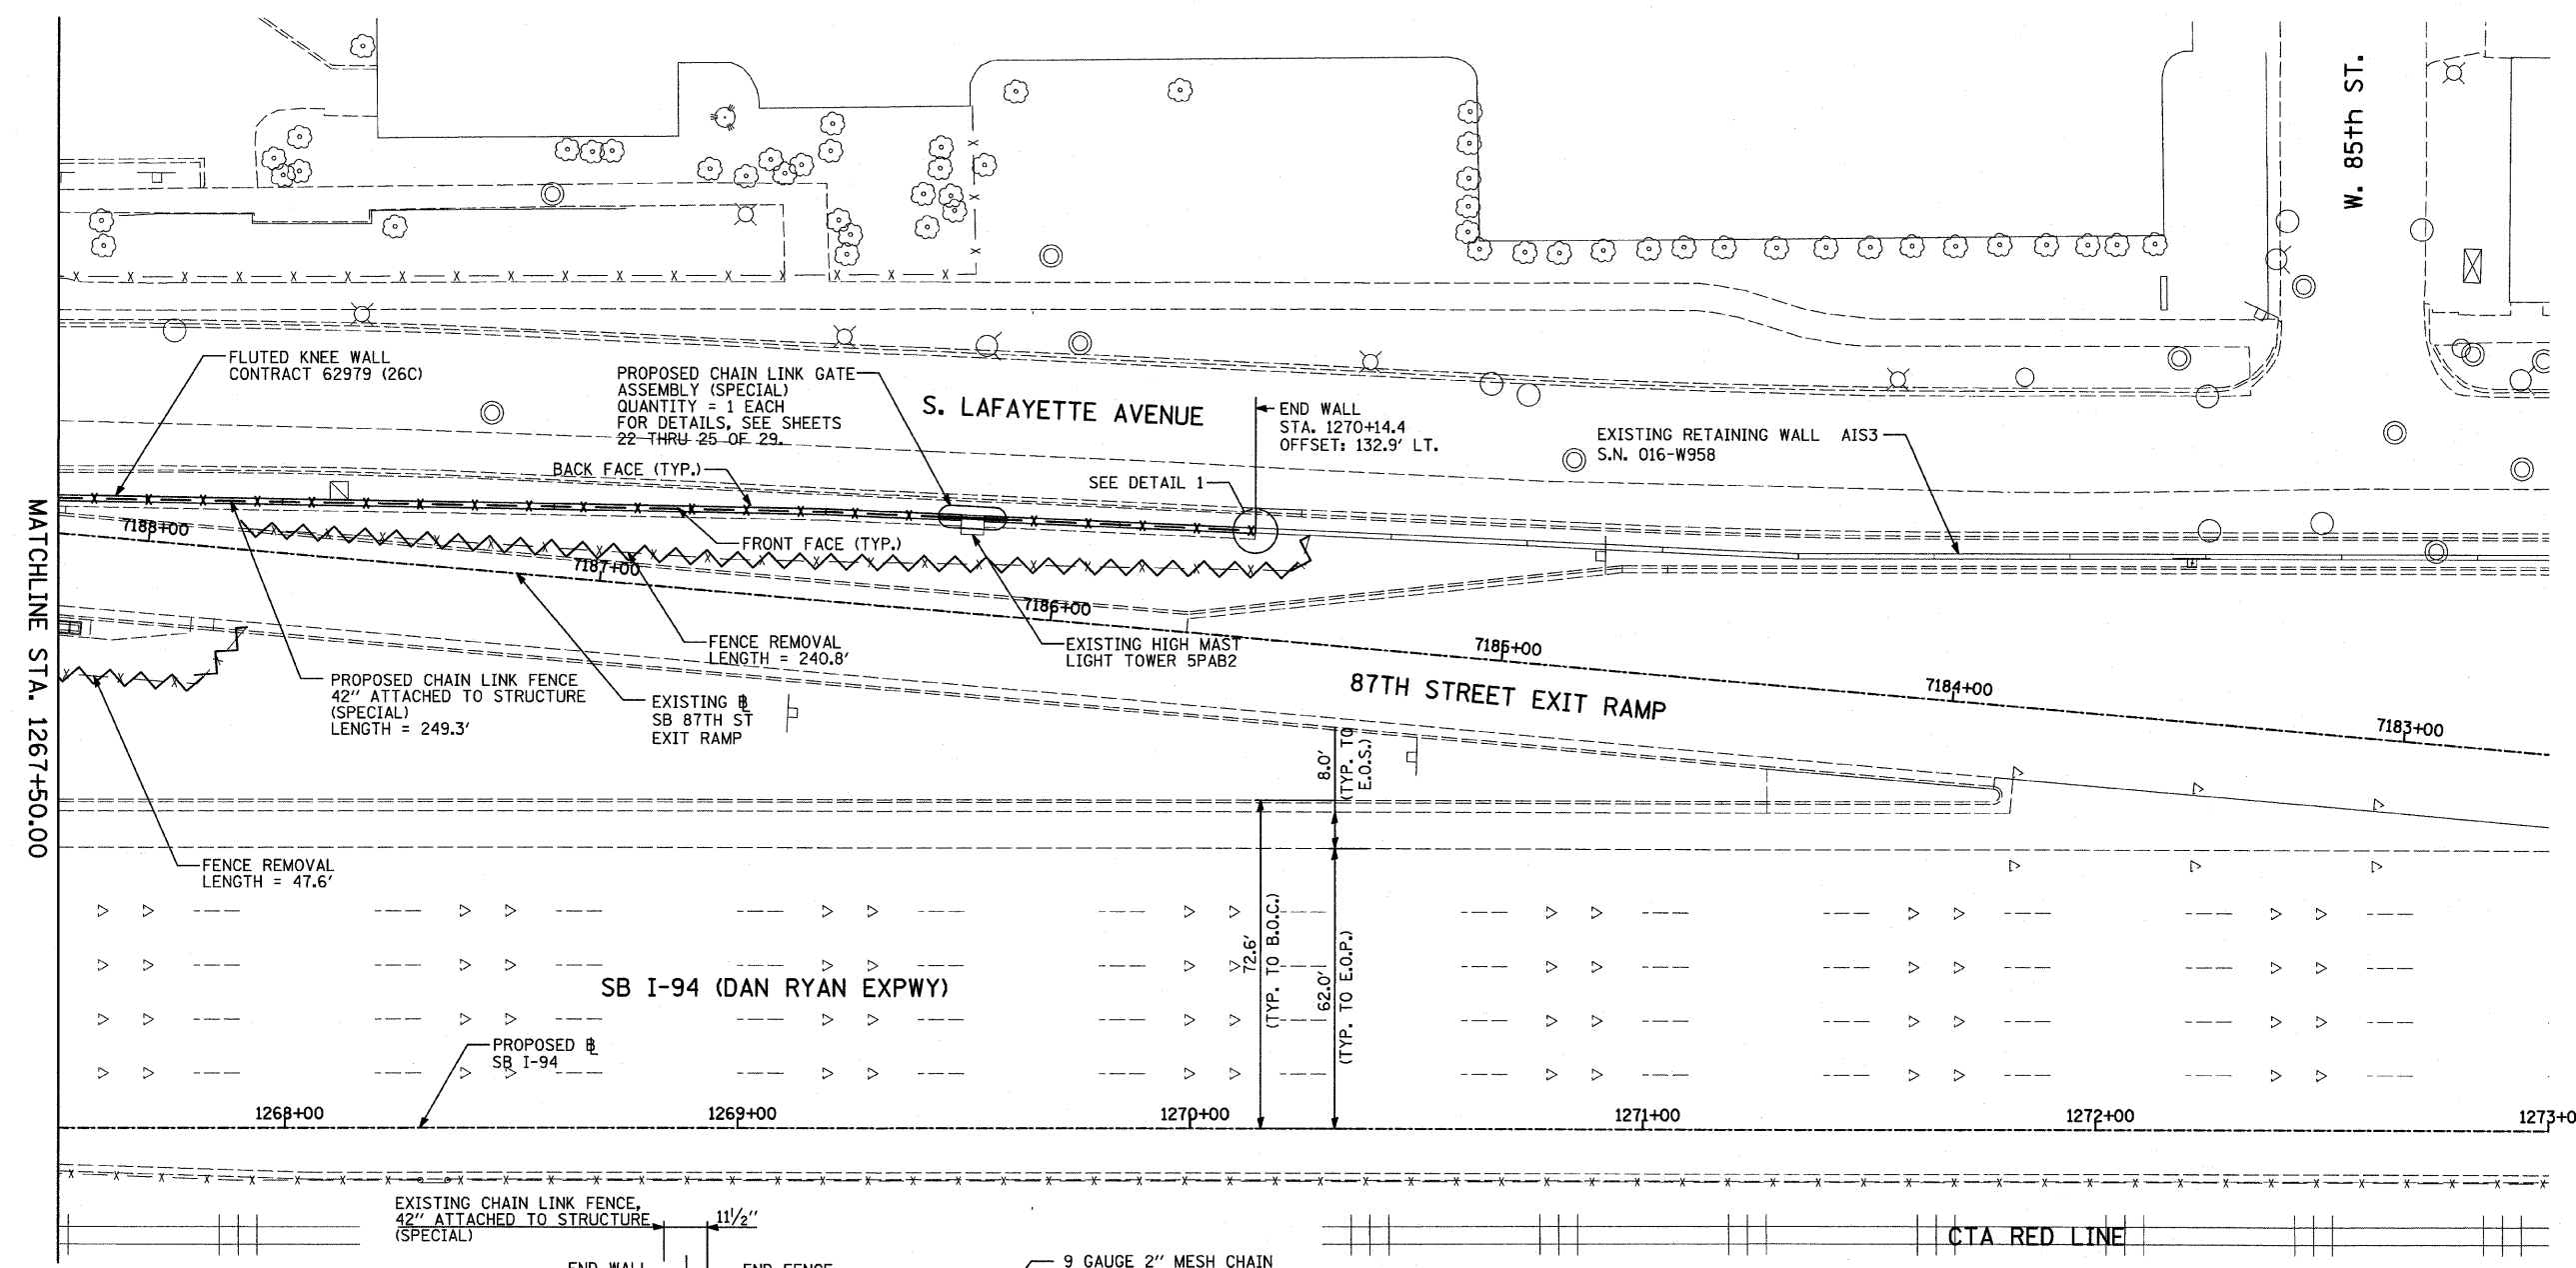 W. 85th ST.
FLUTED KNEE WALL
CONTRACT 62979 (26C)
PROPOSED CHAIN LINK GATE
ASSEMBLY (SPECIAL)
QUANTITY = 1 EACH
FOR DETAILS, SEE SHEETS
22 THRU 25 OF 29.
S. LAFAYETTE AVENUE
END WALL
STA. 1270+14.4
OFFSET: 132.9' LT.
EXISTING RETAINING WALL AIS3
S.N. 016-W958
BACK FACE (TYP.)
SEE DETAIL 1
MATCHLINE STA. 1267+50.00
7188+00
FRONT FACE (TYP.)
7187+00
7186+00
7185+00
7184+00
7183+00
FENCE REMOVAL
LENGTH = 240.8'
EXISTING HIGH MAST
LIGHT TOWER 5PAB2
PROPOSED CHAIN LINK FENCE
42" ATTACHED TO STRUCTURE
(SPECIAL)
LENGTH = 249.3'
EXISTING ℄
SB 87TH ST
EXIT RAMP
87TH STREET EXIT RAMP
8.0'
(TYP. TO
E.O.S.)
FENCE REMOVAL
LENGTH = 47.6'
72.6'
(TYP. TO B.O.C.)
62.0'
(TYP. TO E.O.P.)
SB I-94 (DAN RYAN EXPWY)
PROPOSED ℄
SB I-94
1268+00
1269+00
1270+00
1271+00
1272+00
1273+0
EXISTING CHAIN LINK FENCE,
42" ATTACHED TO STRUCTURE
(SPECIAL)
11 1/2"
CTA RED LINE
END WALL
END FENCE
9 GAUGE 2" MESH CHAIN